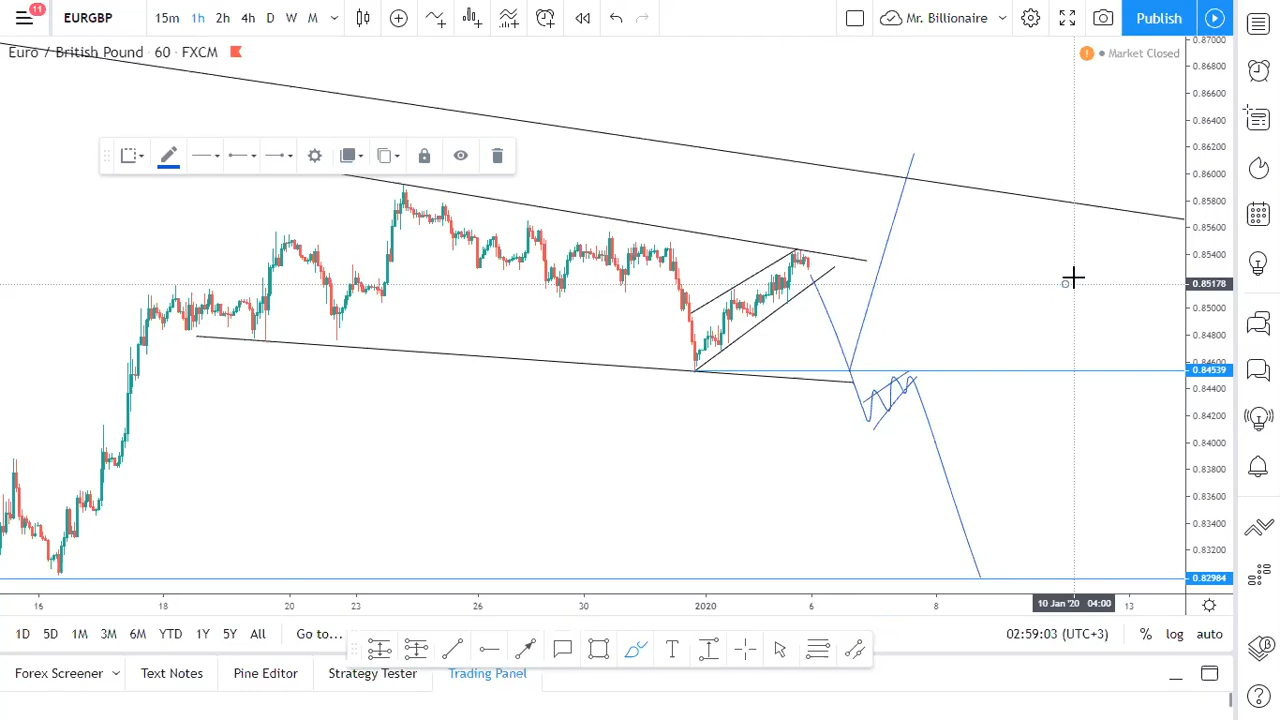 11
EURGBP
15m 1h 2h 4h D W M
Mr. Billionaire
Publish
Euro / British Pound · 60 · FXCM
! Market Closed
0.87000
0.86800
0.86600
0.86400
0.86200
0.86000
0.85800
0.85600
0.85400
0.85178
0.85000
0.84800
0.84600
0.84539
0.84400
0.84200
0.84000
0.83800
0.83600
0.83400
0.83200
0.82984
16 18 20 23 26 30 2020 6 8 10 Jan '20 04:00 13
1D 5D 1M 3M 6M YTD 1Y 5Y All Go to... 02:59:03 (UTC+3) % log auto
T
Forex Screener Text Notes Pine Editor Strategy Tester Trading Panel